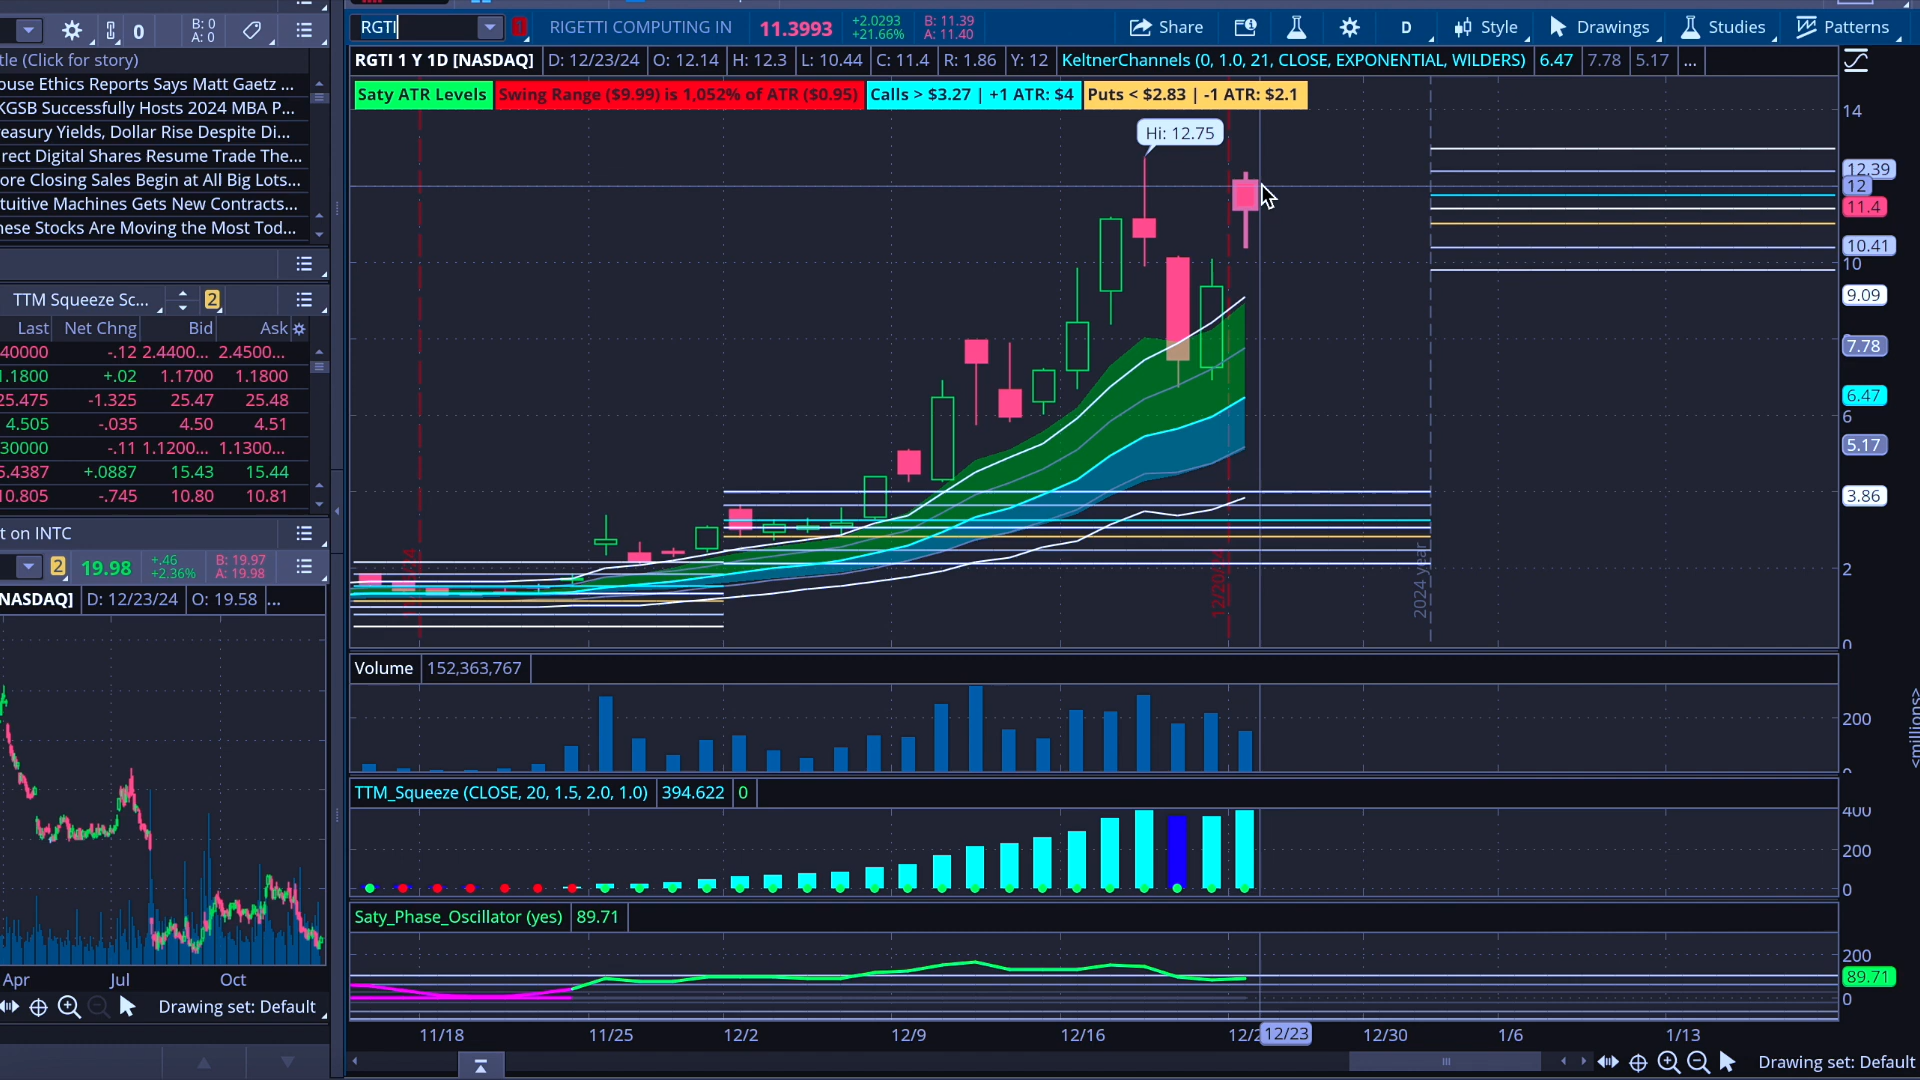 0
B: 0
A: 0
tle (Click for story)
ouse Ethics Reports Says Matt Gaetz ...
KGSB Successfully Hosts 2024 MBA P...
reasury Yields, Dollar Rise Despite Di...
rect Digital Shares Resume Trade The...
ore Closing Sales Begin at All Big Lots...
tuitive Machines Gets New Contracts...
hese Stocks Are Moving the Most Tod...
TTM Squeeze Sc... 2
Last Net Chng Bid Ask
40000 -.12 2.4400... 2.4500...
1.1800 +.02 1.1700 1.1800
25.475 -1.325 25.47 25.48
4.505 -.035 4.50 4.51
30000 -.11 1.1200... 1.1300...
5.4387 +.0887 15.43 15.44
10.805 -.745 10.80 10.81
t on INTC
2 19.98 +.46 +2.36% B: 19.97 A: 19.98
NASDAQ] D: 12/23/24 O: 19.58 ...
Apr Jul Oct
Drawing set: Default
RGTI RIGETTI COMPUTING IN 11.3993 +2.0293 +21.66% B: 11.39 A: 11.40 Share D Style Drawings Studies Patterns
RGTI 1 Y 1D [NASDAQ] D: 12/23/24 O: 12.14 H: 12.3 L: 10.44 C: 11.4 R: 1.86 Y: 12 KeltnerChannels (0, 1.0, 21, CLOSE, EXPONENTIAL, WILDERS) 6.47 7.78 5.17 ...
Saty ATR Levels Swing Range ($9.99) is 1,052% of ATR ($0.95) Calls > $3.27 | +1 ATR: $4 Puts < $2.83 | -1 ATR: $2.1
Hi: 12.75
14
12.39
12
11.4
10.41
10
9.09
7.78
6.47
6
5.17
3.86
2
0
12/20/24
2024 year
Volume 152,363,767
200
0
<millions>
TTM_Squeeze (CLOSE, 20, 1.5, 2.0, 1.0) 394.622 0
400
200
0
Saty_Phase_Oscillator (yes) 89.71
200
89.71
0
11/18 11/25 12/2 12/9 12/16 12/2 12/23 12/30 1/6 1/13
Drawing set: Default